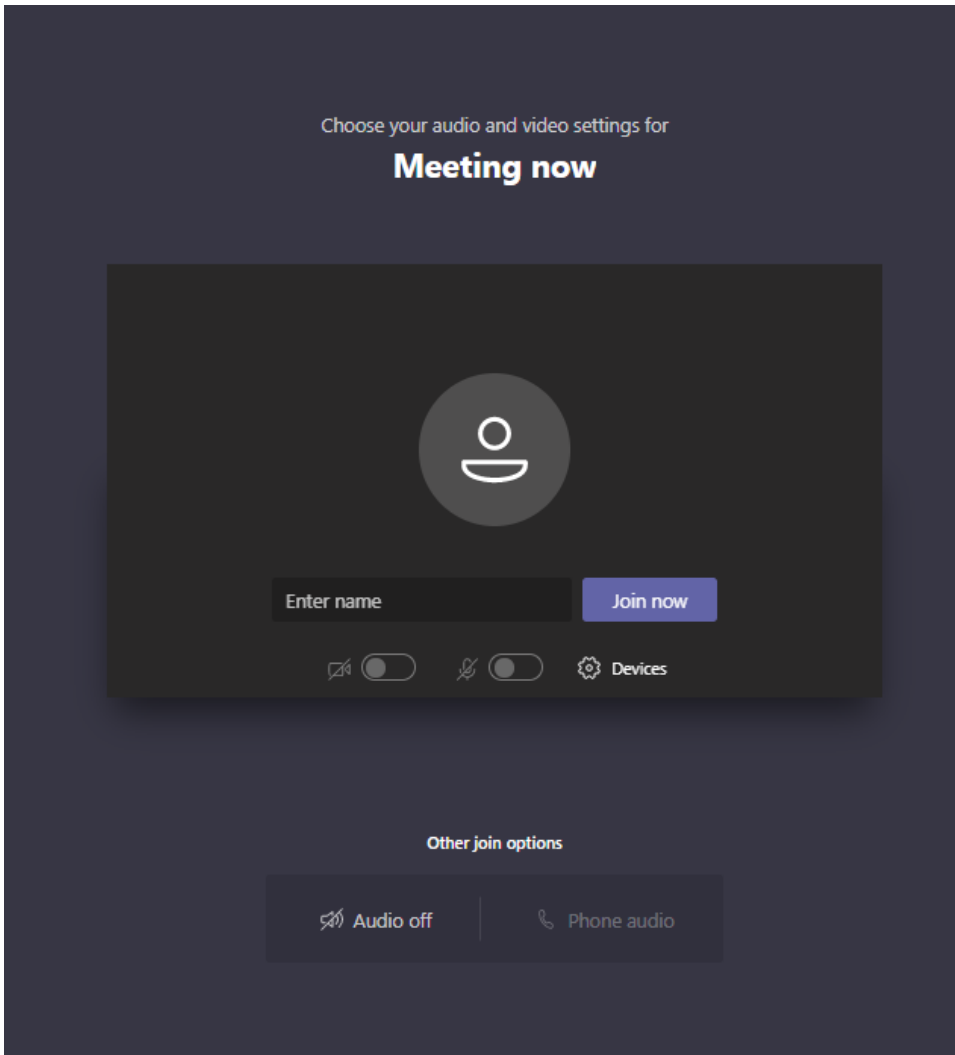 Choose your audio and video settings for
Meeting now
Enter name
Join now
Devices
Other join options
Audio off
Phone audio